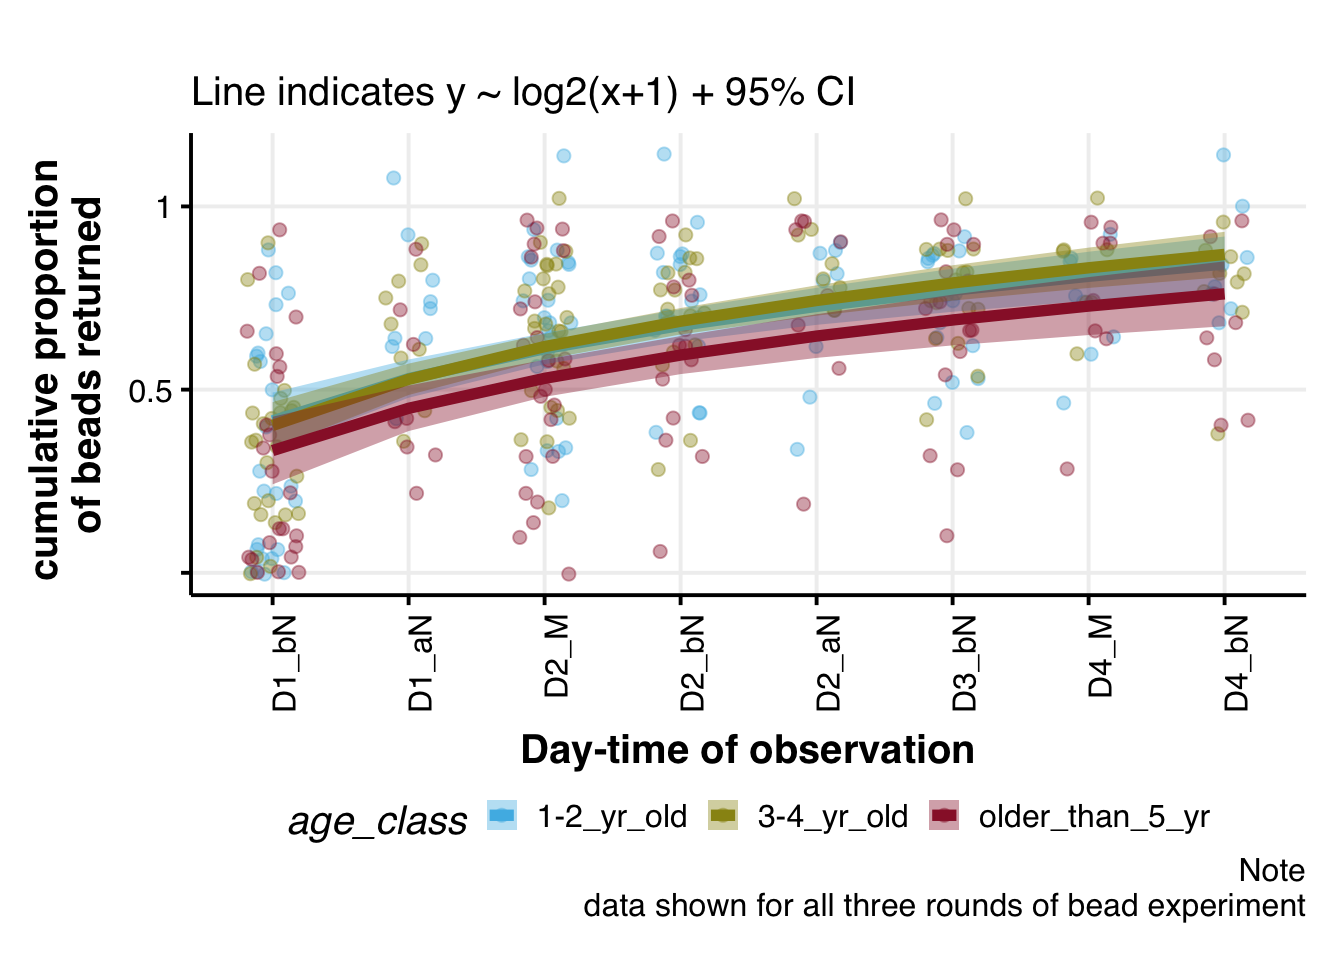 Line indicates y ~ log2(x+1) + 95% CI
cumulative proportion
of beads returned
1
0.5
D1_bN
D1_aN
D2_M
D2_bN
D2_aN
D3_bN
D4_M
D4_bN
Day-time of observation
age_class 1-2_yr_old 3-4_yr_old older_than_5_yr
Note
data shown for all three rounds of bead experiment